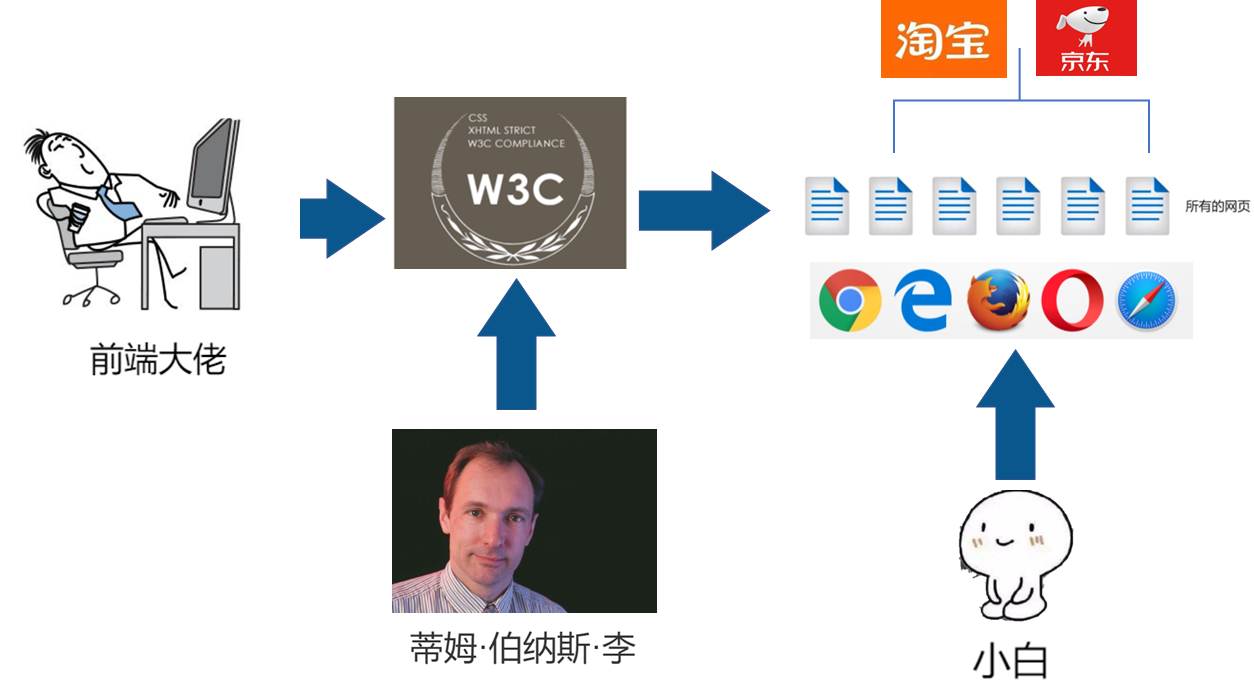 淘宝
京东
CSS
XHTML STRICT
W3C COMPLIANCE
W3C
所有的网页
前端大佬
蒂姆·伯纳斯·李
小白